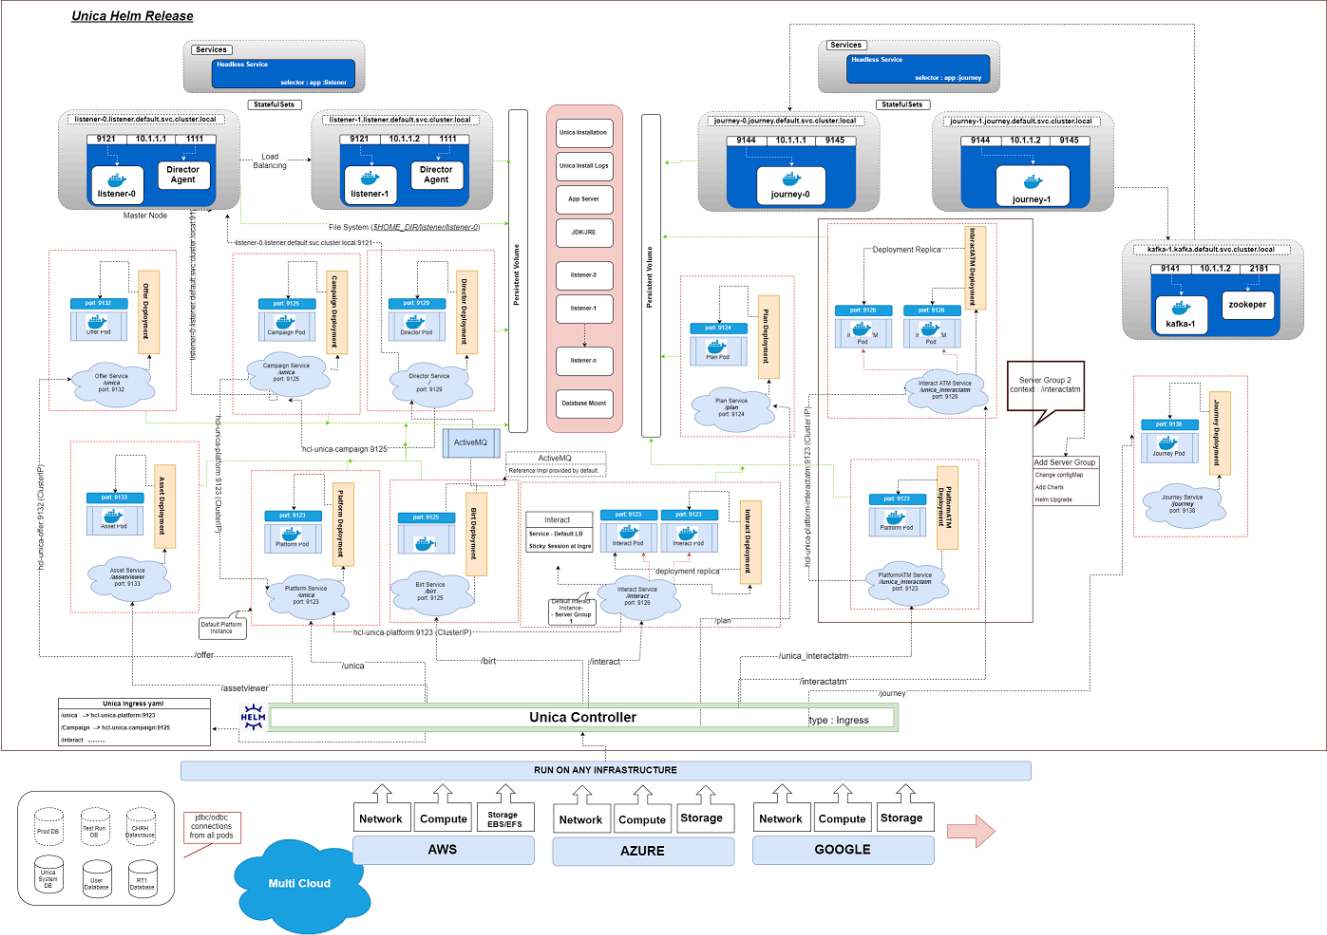 Unica Helm Release
Services
Headless Service
selector : app :listener
StatefulSets
listener-0.listener.default.svc.cluster.local
9121
10.1.1.1
1111
listener-0
Director
Agent
Master Node
Load
Balancing
listener-1.listener.default.svc.cluster.local
9121
10.1.1.2
1111
listener-1
Director
Agent
File System (SHOME_DIR/listener/listener-0)
listener-0.listener.default.svc.cluster.local:9121
Persistent Volume
Unica Installation
Unica Install Logs
App Server
JDK/JRE
listener-0
listener-1
listener-n
Database Mount
Persistent Volume
Services
Headless Service
selector : app :journey
StatefulSets
journey-0.journey.default.svc.cluster.local
9144
10.1.1.1
9145
journey-0
journey-1.journey.default.svc.cluster.local
9144
10.1.1.2
9145
journey-1
kafka-1.kafka.default.svc.cluster.local
9141
10.1.1.2
2181
kafka-1
zookeper
port: 9132
Offer Pod
Offer Deployment
Offer Service
/unica
port: 9132
port: 9125
Campaign Pod
Campaign Deployment
Campaign Service
/unica
port: 9125
port: 9129
Director Pod
Director Deployment
Director Service
/
port: 9129
hcl-unica-campaign:9125
ActiveMQ
ActiveMQ
Reference Impl provided by default.
port: 9124
Plan Pod
Plan Deployment
Plan Service
/plan
port: 9124
Deployment Replica
InteractATM Deployment
port: 9126
port: 9126
Interact ATM Service
/unica_interactatm
port: 9126
Server Group 2
context : /interactatm
Add Server Group
Change configMap
Add Charts
Helm Upgrade
port: 9138
Journey Pod
Journey Deployment
Journey Service
/journey
port: 9138
port: 9133
Asset Pod
Asset Deployment
Asset Service
/assetviewer
port: 9133
hcl-unica-offer:9132 (ClusterIP)
hcl-unica-platform:9123 (ClusterIP)
port: 9123
Platform Pod
Platform Deployment
Platform Service
/unica
port: 9123
Default Platform
Instance
port: 9125
Birt Deployment
Birt Service
/birt
port: 9125
Interact
Service - Default LB
Sticky Session at Ingre
port: 9123
Interact Pod
port: 9123
Interact Pod
Interact Deployment
deployment replica
Interact Service
/interact
port: 9126
Default Interact
Instance-
- Server Group
1
hcl-unica-platform:9123 (ClusterIP)
hcl-unica-platform-interactatm:9123 (Cluster IP)
port: 9123
Platform Pod
PlatformATM
Deployment
PlatformATM Service
/unica_interactatm
port: 9123
/offer
/assetviewer
/unica
/birt
/interact
/plan
/unica_interactatm
/interactatm
/journey
Unica Ingress yaml
/unica --> hcl-unica-platform:9123
/Campaign --> hcl-unica-campaign:9125
/interact --------
HELM
Unica Controller
type : Ingress
RUN ON ANY INFRASTRUCTURE
Network
Compute
Storage
EBS/EFS
AWS
Network
Compute
Storage
AZURE
Network
Compute
Storage
GOOGLE
Prod DB
Test Run
DB
CHRH
Unica
System
DB
User
Database
RT1
Database
jdbc/odbc
connections
from all pods
Multi Cloud